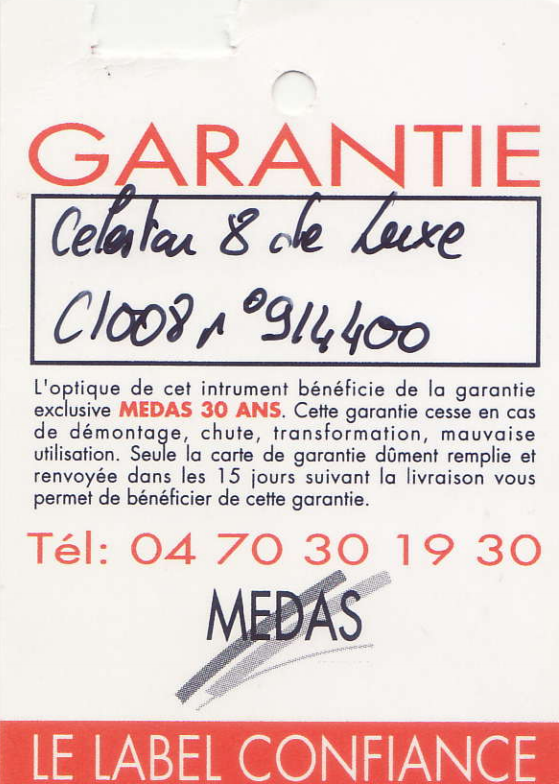 GARANTIE
Celestron 8 de Luxe
C1008 n°914400
L'optique de cet intrument bénéficie de la garantie
exclusive MEDAS 30 ANS. Cette garantie cesse en cas
de démontage, chute, transformation, mauvaise
utilisation. Seule la carte de garantie dûment remplie et
renvoyée dans les 15 jours suivant la livraison vous
permet de bénéficier de cette garantie.
Tél: 04 70 30 19 30
MEDAS
LE LABEL CONFIANCE